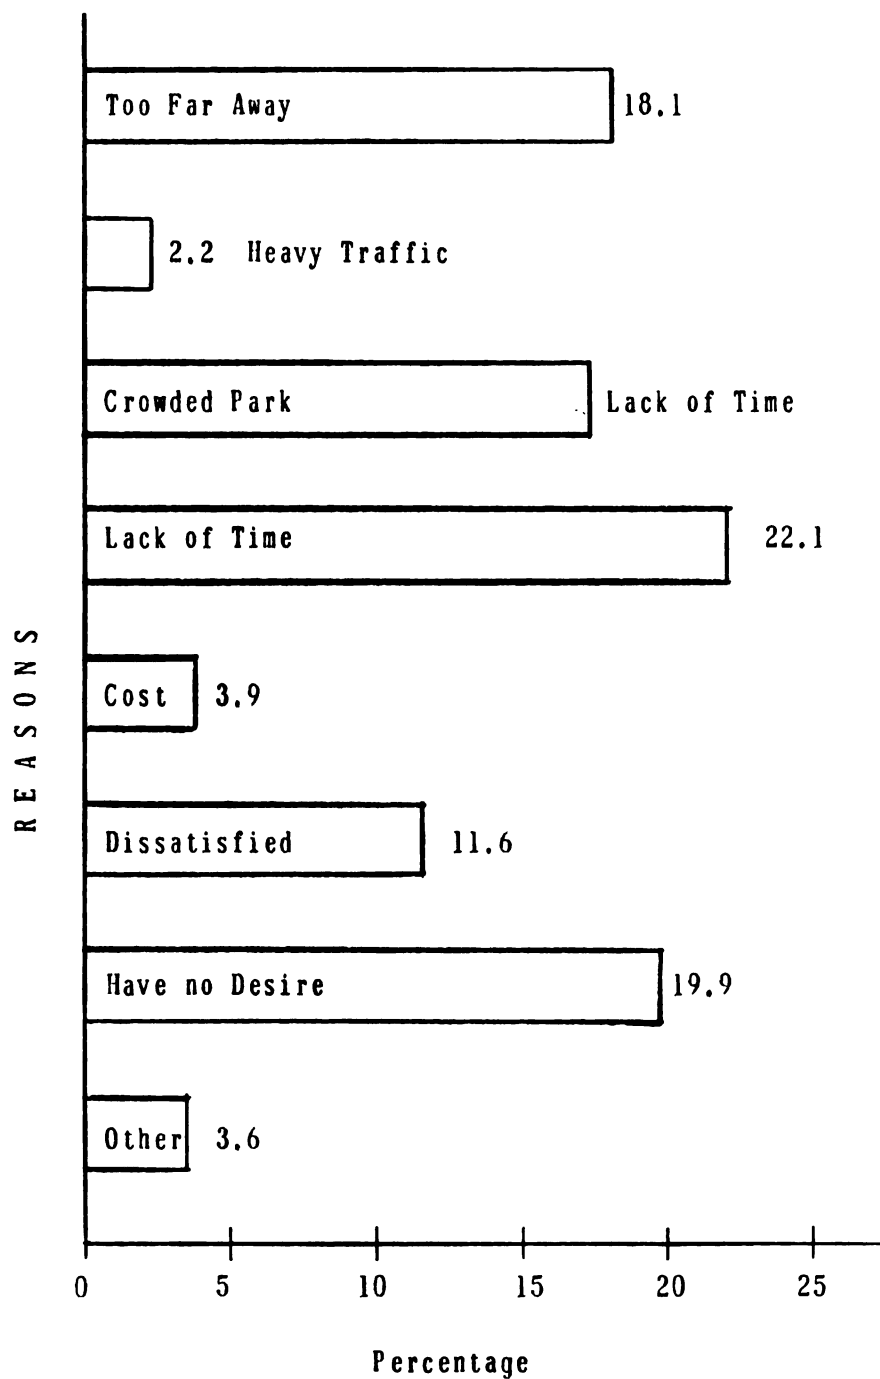 Too Far Away 18.1
2.2 Heavy Traffic
Crowded Park Lack of Time
Lack of Time 22.1
Cost 3.9
Dissatisfied 11.6
Have no Desire 19.9
Other 3.6
REASONS
0 5 10 15 20 25
Percentage